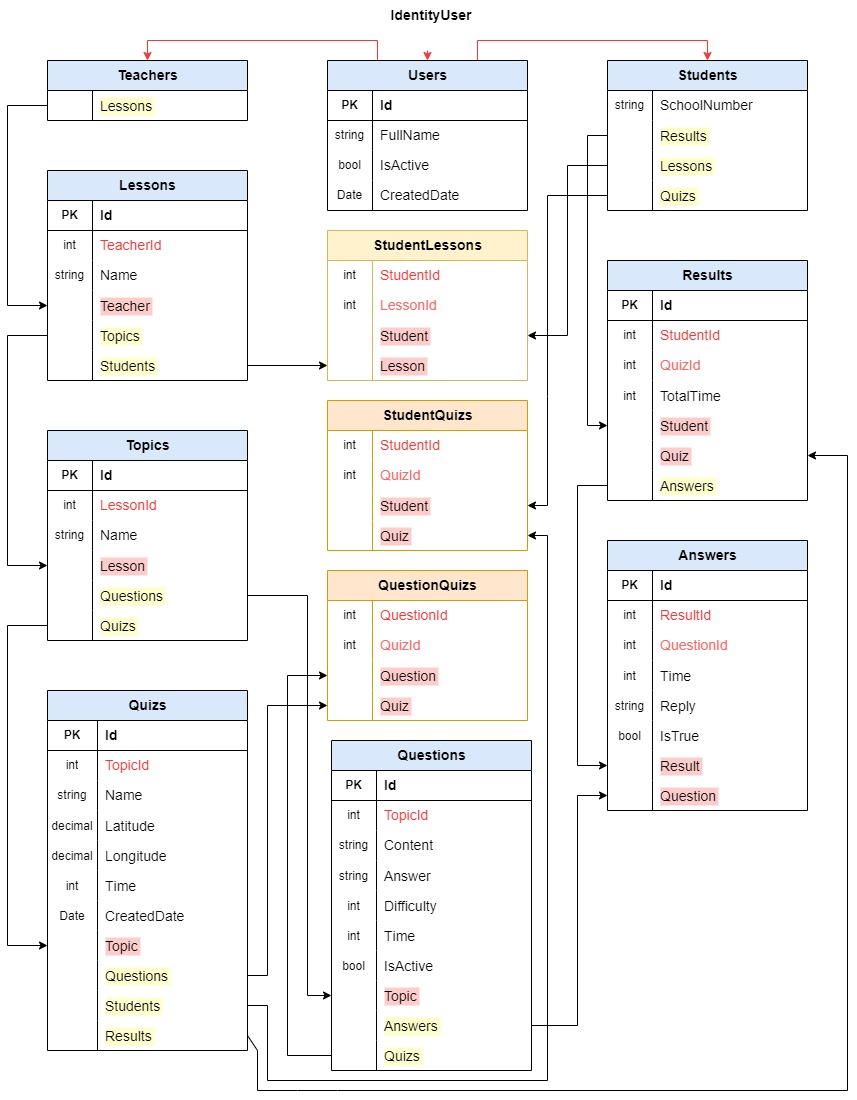 IdentityUser
Teachers
Lessons
Users
PK Id
string FullName
bool IsActive
Date CreatedDate
Students
string SchoolNumber
Results
Lessons
Quizs
Lessons
PK Id
int TeacherId
string Name
Teacher
Topics
Students
StudentLessons
int StudentId
int LessonId
Student
Lesson
Results
PK Id
int StudentId
int QuizId
int TotalTime
Student
Quiz
Answers
StudentQuizs
int StudentId
int QuizId
Student
Quiz
Topics
PK Id
int LessonId
string Name
Lesson
Questions
Quizs
QuestionQuizs
int QuestionId
int QuizId
Question
Quiz
Answers
PK Id
int ResultId
int QuestionId
int Time
string Reply
bool IsTrue
Result
Question
Quizs
PK Id
int TopicId
string Name
decimal Latitude
decimal Longitude
int Time
Date CreatedDate
Topic
Questions
Students
Results
Questions
PK Id
int TopicId
string Content
string Answer
int Difficulty
int Time
bool IsActive
Topic
Answers
Quizs